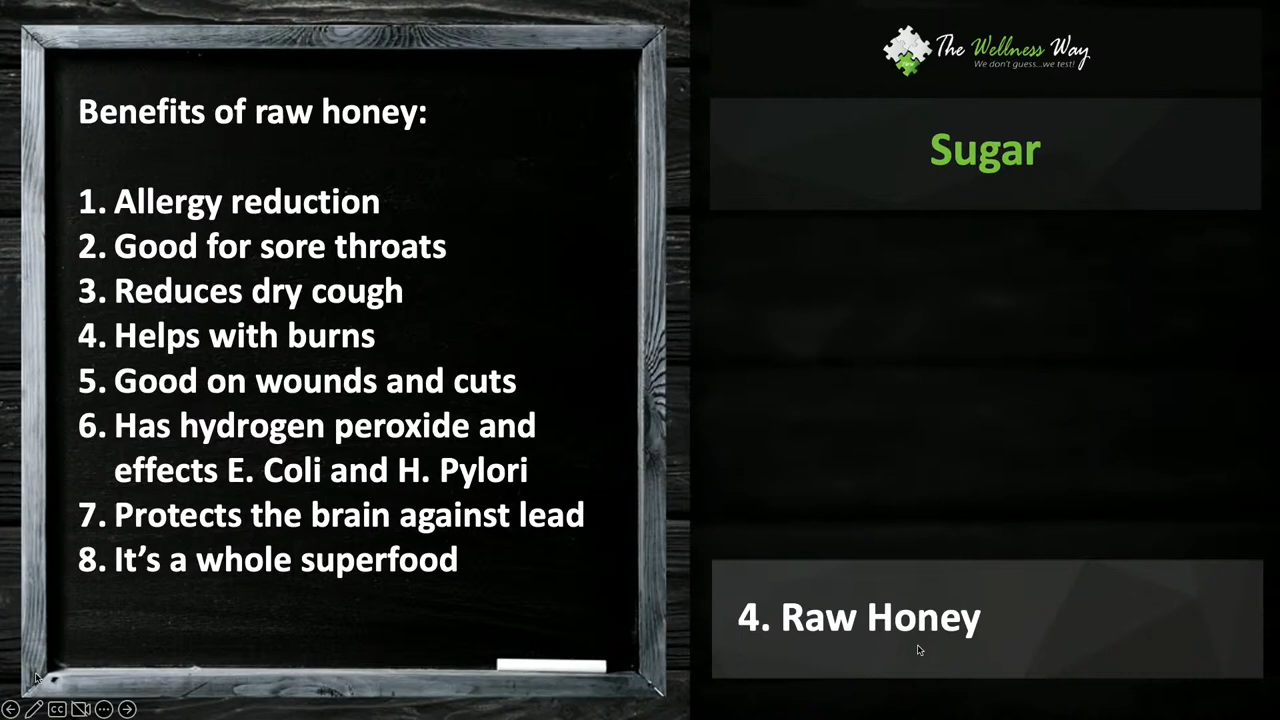 Benefits of raw honey:
1. Allergy reduction
2. Good for sore throats
3. Reduces dry cough
4. Helps with burns
5. Good on wounds and cuts
6. Has hydrogen peroxide and
effects E. Coli and H. Pylori
7. Protects the brain against lead
8. It's a whole superfood
The Wellness Way
We don't guess...we test!
Sugar
4. Raw Honey
CC